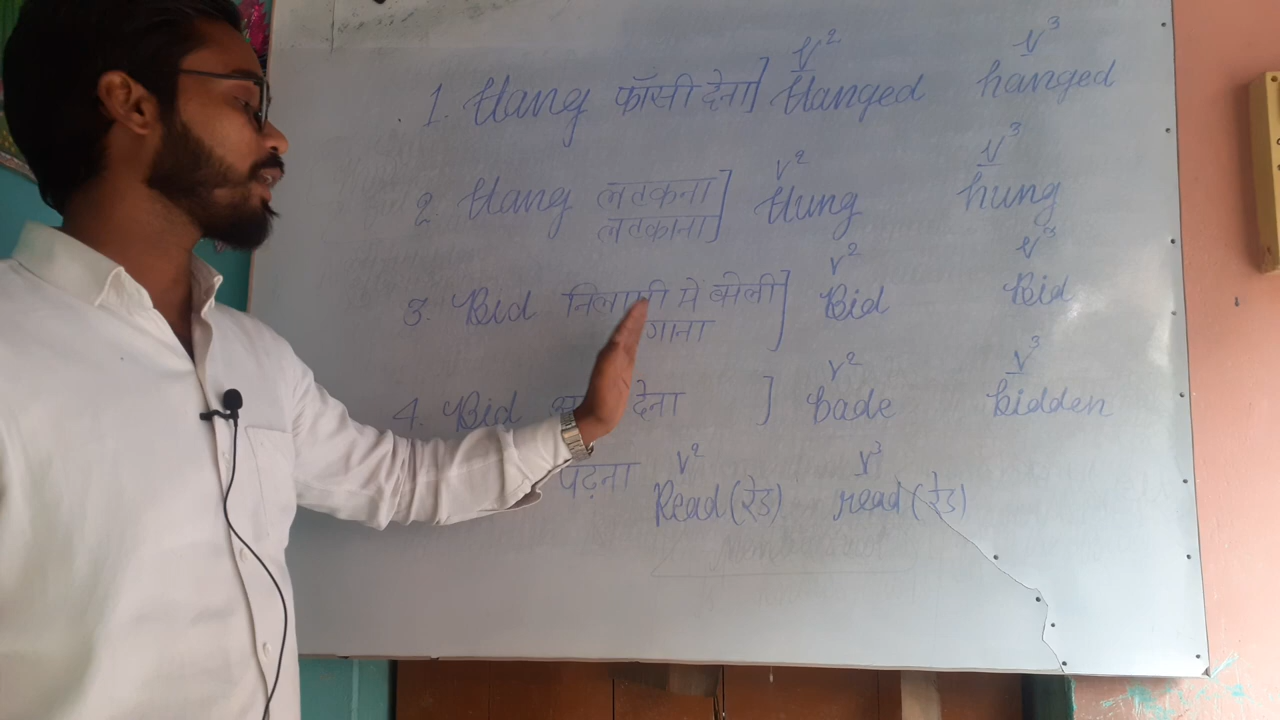 V² V³
1. Hang फाँसी देना] Hanged hanged
V² V³
2. Hang लटकना
लटकाना] Hung hung
V² V³
3. Bid में बोली] Bid Bid
V² V³
4. Bid देना ] bade bidden
पढ़ना V² V³
Read (रेड) read (रेड)